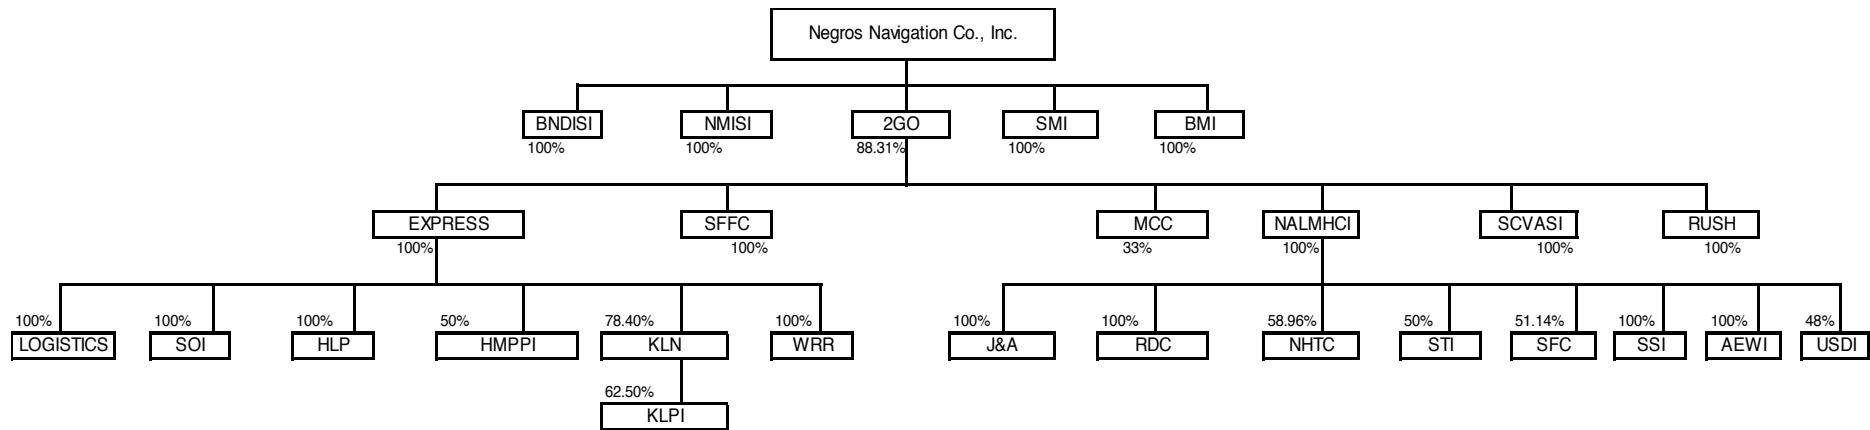 Negros Navigation Co., Inc.
BNDISI NMISI 2GO SMI BMI
100% 100% 88.31% 100% 100%
EXPRESS SFFC MCC NALMHCI SCVASI RUSH
100% 100% 33% 100% 100% 100%
100% 100% 100% 50% 78.40% 100% 100% 100% 58.96% 50% 51.14% 100% 100% 48%
LOGISTICS SOI HLP HMPPI KLN WRR J&A RDC NHTC STI SFC SSI AEWI USDI
62.50%
KLPI